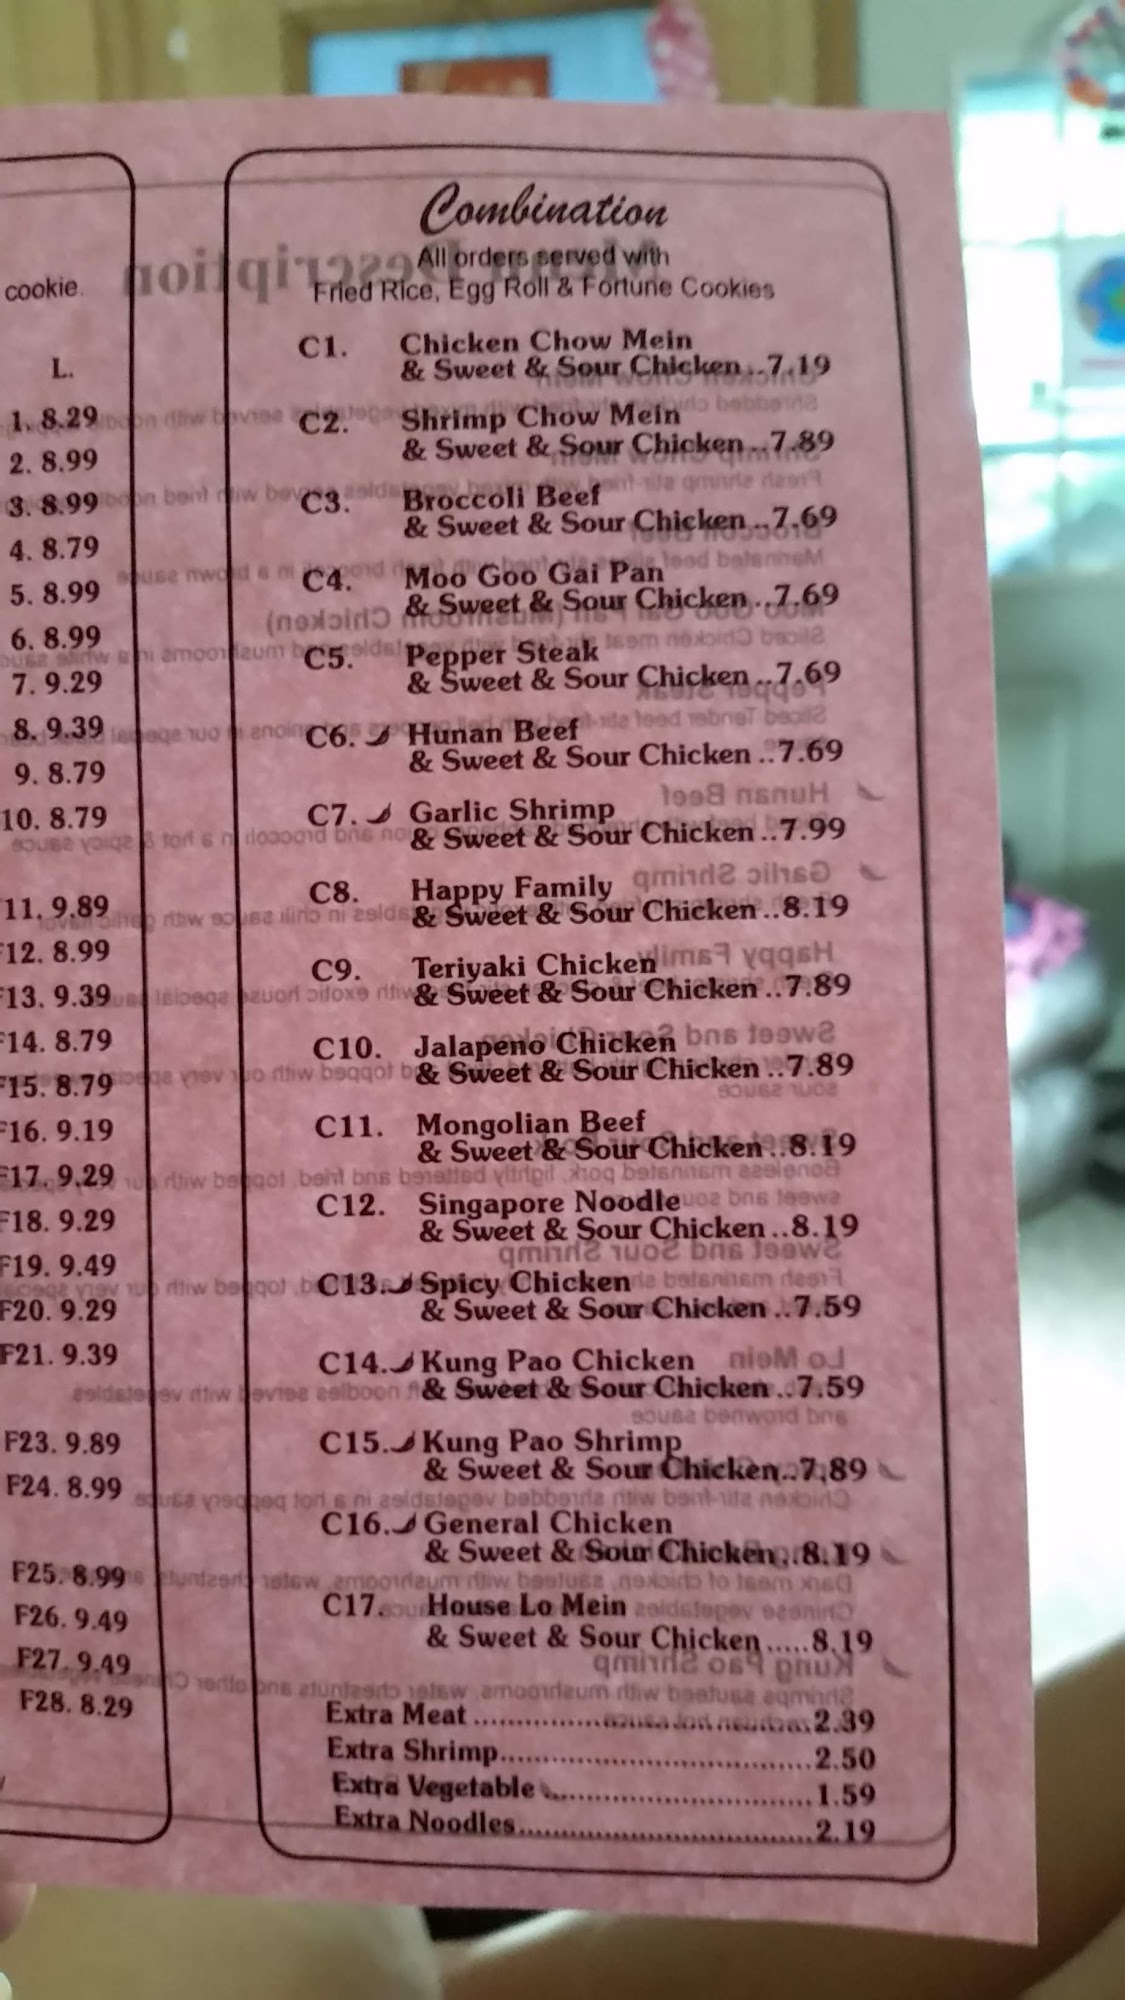 cookie.
L.
1. 8.29
2. 8.99
3. 8.99
4. 8.79
5. 8.99
6. 8.99
7. 9.29
8. 9.39
9. 8.79
10. 8.79
11. 9.89
F12. 8.99
F13. 9.39
F14. 8.79
F15. 8.79
F16. 9.19
F17. 9.29
F18. 9.29
F19. 9.49
F20. 9.29
F21. 9.39
F23. 9.89
F24. 8.99
F25. 8.99
F26. 9.49
F27. 9.49
F28. 8.29
Combination
All orders served with
Fried Rice, Egg Roll & Fortune Cookies
C1. Chicken Chow Mein
& Sweet & Sour Chicken..7.19
C2. Shrimp Chow Mein
& Sweet & Sour Chicken..7.89
C3. Broccoli Beef
& Sweet & Sour Chicken..7.69
C4. Moo Goo Gai Pan
& Sweet & Sour Chicken..7.69
C5. Pepper Steak
& Sweet & Sour Chicken..7.69
C6. Hunan Beef
& Sweet & Sour Chicken..7.69
C7. Garlic Shrimp
& Sweet & Sour Chicken..7.99
C8. Happy Family
& Sweet & Sour Chicken..8.19
C9. Teriyaki Chicken
& Sweet & Sour Chicken..7.89
C10. Jalapeno Chicken
& Sweet & Sour Chicken..7.89
C11. Mongolian Beef
& Sweet & Sour Chicken..8.19
C12. Singapore Noodle
& Sweet & Sour Chicken..8.19
C13. Spicy Chicken
& Sweet & Sour Chicken..7.59
C14. Kung Pao Chicken
& Sweet & Sour Chicken..7.59
C15. Kung Pao Shrimp
& Sweet & Sour Chicken..7.89
C16. General Chicken
& Sweet & Sour Chicken..8.19
C17. House Lo Mein
& Sweet & Sour Chicken.....8.19
Extra Meat ..................................2.39
Extra Shrimp................................2.50
Extra Vegetable ...........................1.59
Extra Noodles..............................2.19